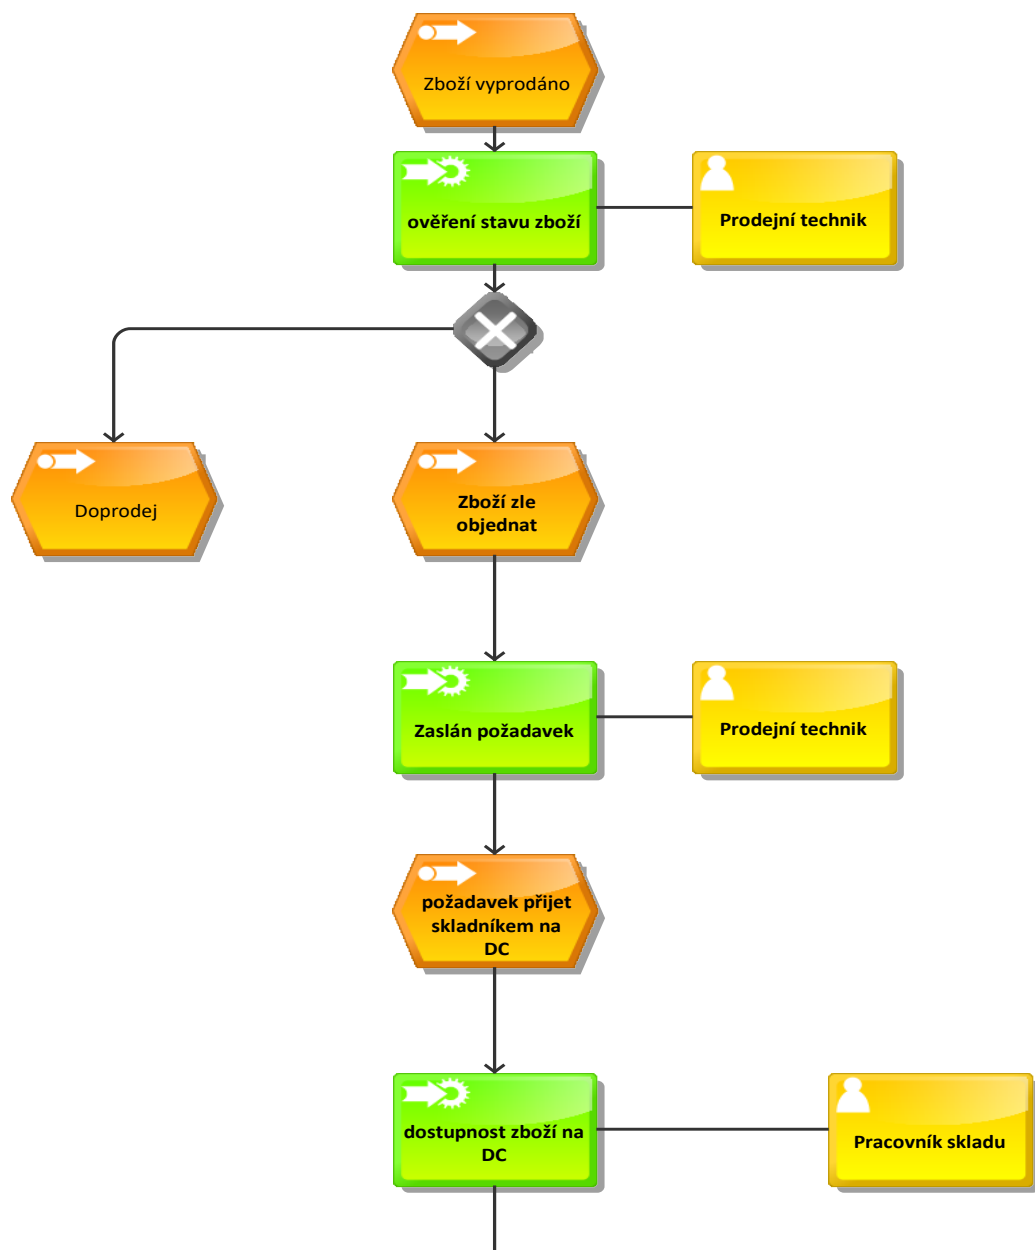 Zboží vyprodáno
ověření stavu zboží
Prodejní technik
Doprodej
Zboží zle
objednat
Zaslán požadavek
Prodejní technik
požadavek přijet
skladníkem na
DC
dostupnost zboží na
DC
Pracovník skladu